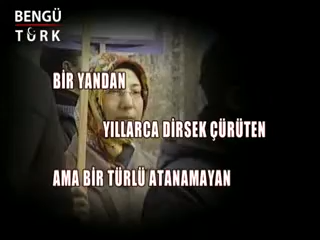 BENGÜ
TÜRK
BİR YANDAN
YILLARCA DİRSEK ÇÜRÜTEN
AMA BİR TÜRLÜ ATANAMAYAN